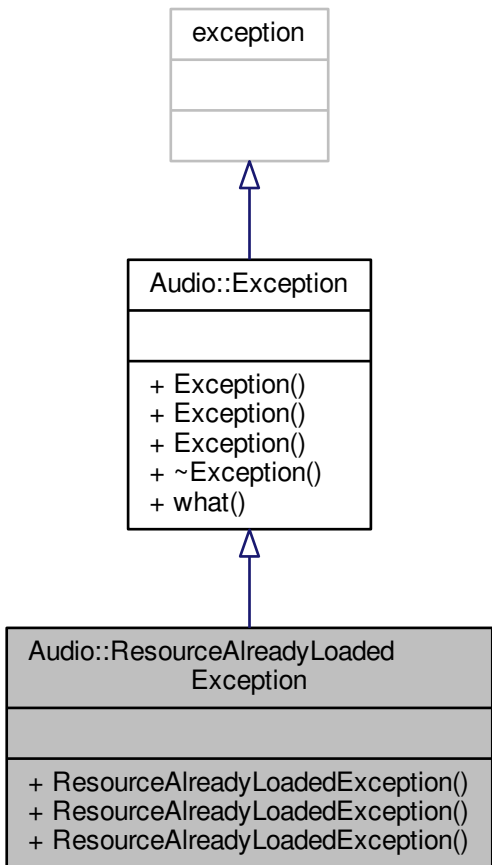 exception
Audio::Exception
+ Exception()
+ Exception()
+ Exception()
+ ~Exception()
+ what()
Audio::ResourceAlreadyLoaded
Exception
+ ResourceAlreadyLoadedException()
+ ResourceAlreadyLoadedException()
+ ResourceAlreadyLoadedException()